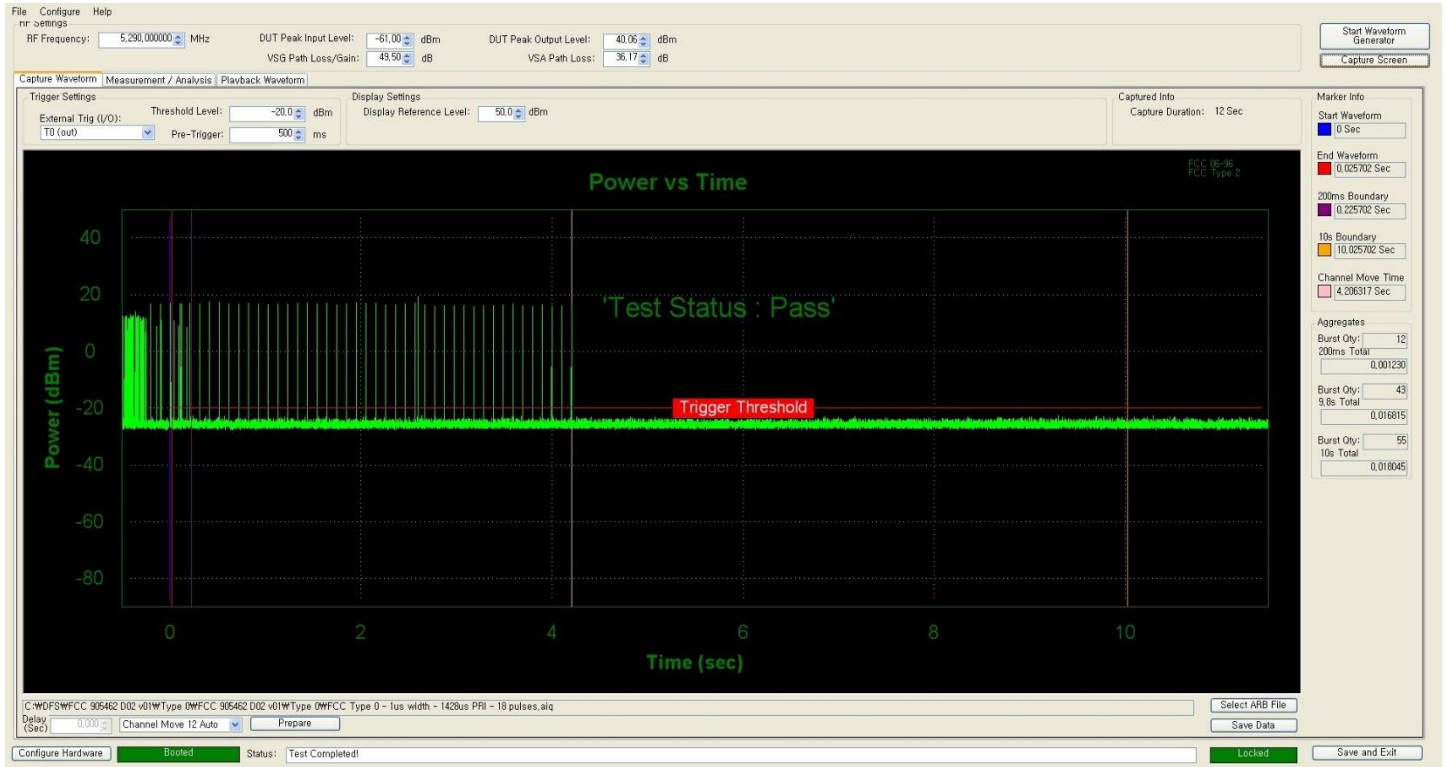 File Configure Help
RF Settings
RF Frequency: 5,290,000000 MHz DUT Peak Input Level: -61,00 dBm DUT Peak Output Level: 40,06 dBm
VSG Path Loss/Gain: 49,50 dB VSA Path Loss: 36,17 dB
Start Waveform Generator
Capture Screen
Capture Waveform Measurement / Analysis Playback Waveform
Trigger Settings
External Trig (I/O): Threshold Level: -20,0 dBm
T0 (out) Pre-Trigger: 500 ms
Display Settings
Display Reference Level: 50,0 dBm
Captured Info
Capture Duration: 12 Sec
Marker Info
Start Waveform
0 Sec
End Waveform
0,025702 Sec
200ms Boundary
0,225702 Sec
10s Boundary
10,025702 Sec
Channel Move Time
4,206317 Sec
Aggregates
Burst Qty: 12
200ms Total
0,001230
Burst Qty: 43
9,8s Total
0,016815
Burst Qty: 55
10s Total
0,018045
FCC 06-96
FCC Type 2
Power vs Time
40
20
0
-20
-40
-60
-80
Power (dBm)
'Test Status : Pass'
Trigger Threshold
0 2 4 6 8 10
Time (sec)
C:₩DFS₩FCC 905462 D02 v01₩Type 0₩FCC 905462 D02 v01₩Type 0₩FCC Type 0 - 1us width - 1428us PRI - 18 pulses,aiq
Select ARB File
Delay (Sec) 0,000 Channel Move 12 Auto Prepare
Save Data
Configure Hardware Booted Status: Test Completed! Locked Save and Exit